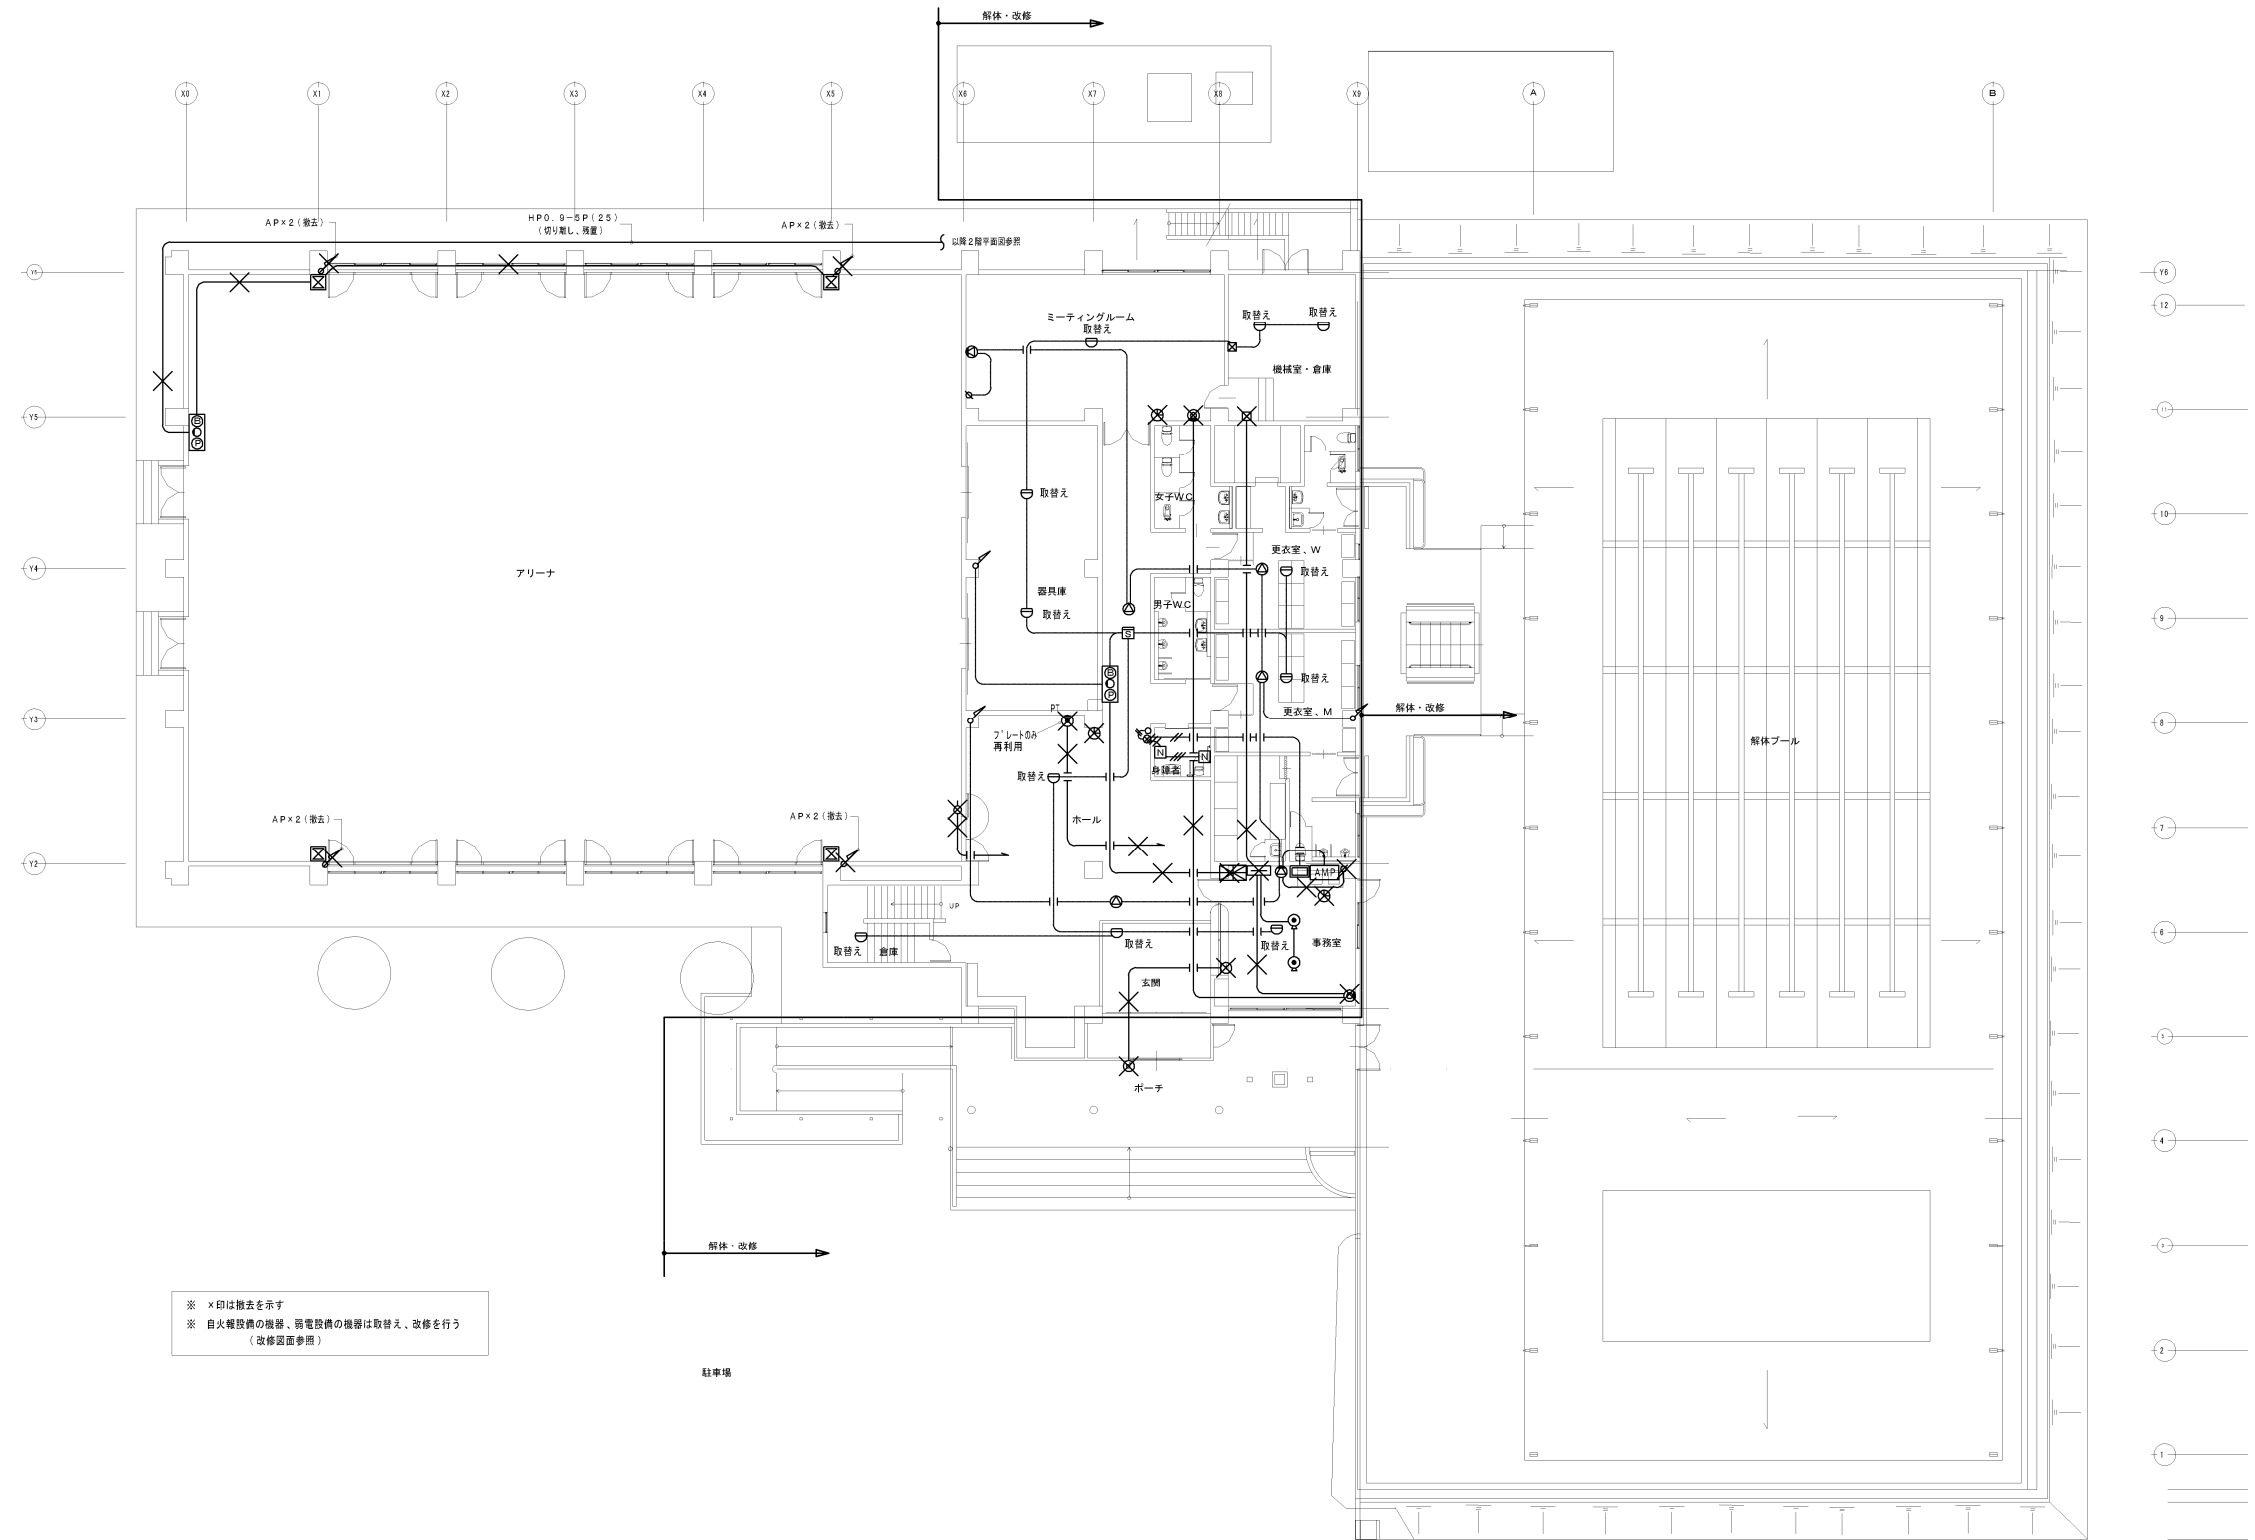 解体・改修
X0
X1
X2
X3
X4
X5
X6
X7
X8
X9
A
B
AP×2(撤去)
HP0.9−5P(25)
(切り離し、残置)
AP×2(撤去)
以降2階平面図参照
Y6
Y6
12
ミーティングルーム
取替え
取替え
取替え
機械室・倉庫
Y5
11
B
P
取替え
女子WC
10
更衣室、W
Y4
アリーナ
取替え
器具庫
男子WC
取替え
9
S
B
P
取替え
更衣室、M
解体・改修
PT
Y3
8
プレートのみ
再利用
解体プール
N
N
身障者
取替え
AP×2(撤去)
AP×2(撤去)
ホール
7
Y2
AMP
UP
取替え
倉庫
取替え
取替え
事務室
6
玄関
5
ポーチ
4
解体・改修
3
※ ×印は撤去を示す
※ 自火報設備の機器、弱電設備の機器は取替え、改修を行う
(改修図面参照)
2
駐車場
1